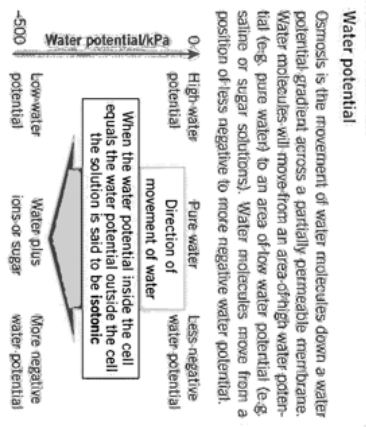 Water potential
Osmosis is the movement of water molecules down a water
potential gradient across a partially permeable membrane.
Water molecules will move from an area of high water poten-
tial (e.g. pure water) to an area of low water potential (e.g.
saline or sugar solutions). Water molecules move from a
position of less negative to more negative water potential.
0
High water
potential
Pure water
Less negative
water potential
Direction of
movement of water
Water potential/kPa
When the water potential inside the cell
equals the water potential outside the cell
the solution is said to be isotonic
–500
Low water
potential
Water plus
ions or sugar
More negative
water potential